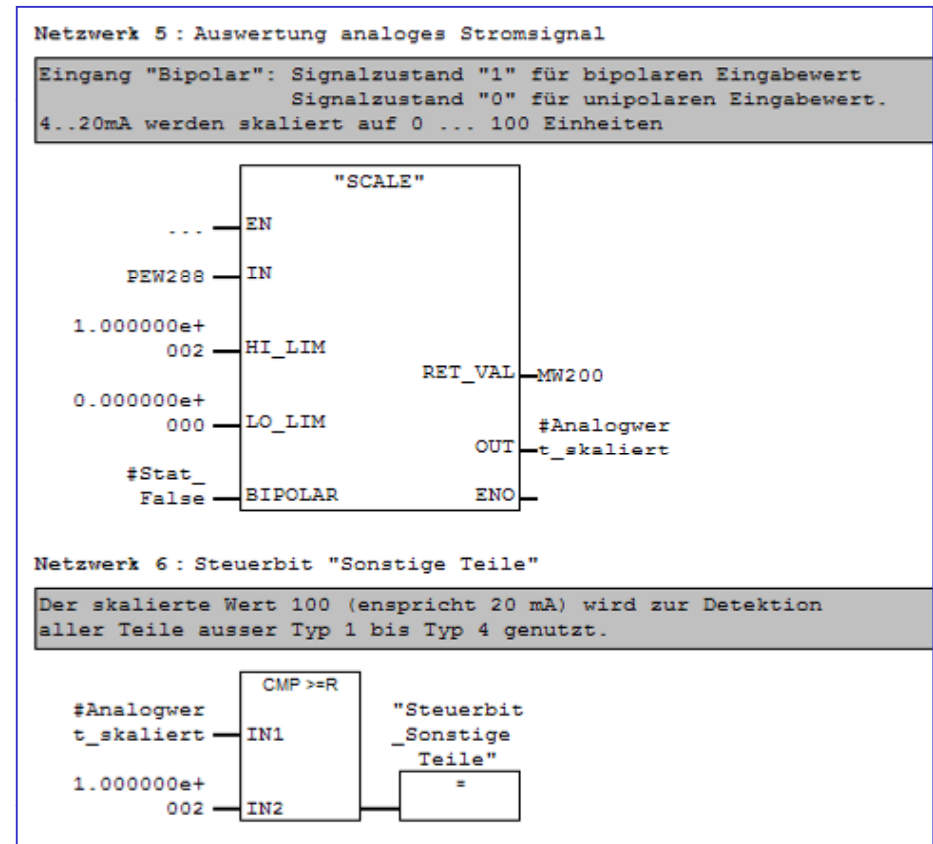 Netzwerk 5 : Auswertung analoges Stromsignal
Eingang "Bipolar": Signalzustand "1" für bipolaren Eingabewert
Signalzustand "0" für unipolaren Eingabewert.
4..20mA werden skaliert auf 0 ... 100 Einheiten
"SCALE"
... EN
PEW288 IN
1.000000e+
002 HI_LIM
RET_VAL MW200
0.000000e+
000 LO_LIM
#Analogwer
OUT t_skaliert
#Stat_
False BIPOLAR ENO
Netzwerk 6 : Steuerbit "Sonstige Teile"
Der skalierte Wert 100 (enspricht 20 mA) wird zur Detektion
aller Teile ausser Typ 1 bis Typ 4 genutzt.
CMP >=R
#Analogwer
t_skaliert IN1
"Steuerbit
_Sonstige
Teile"
=
1.000000e+
002 IN2